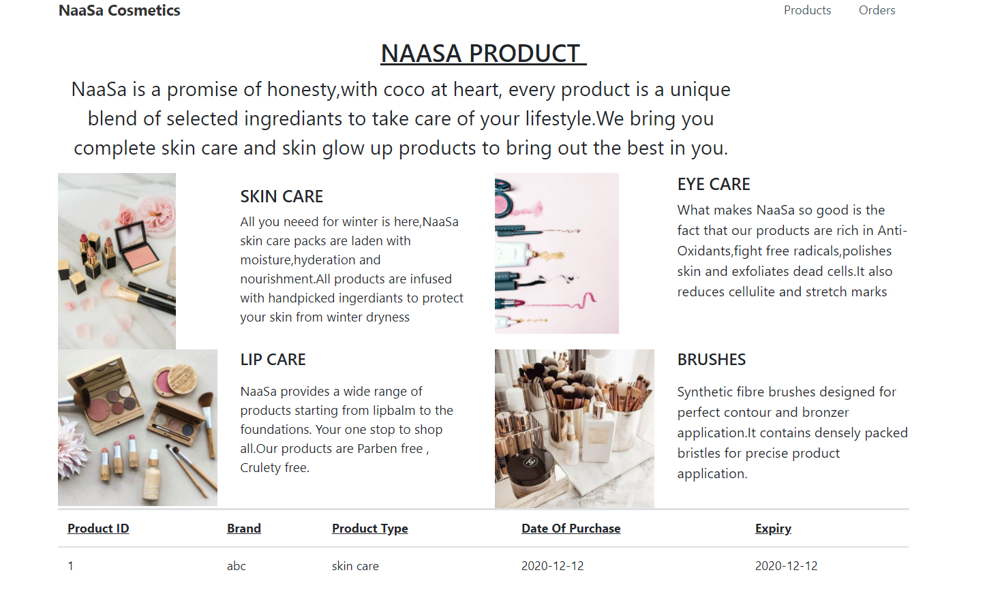 NaaSa Cosmetics
Products Orders
NAASA PRODUCT
NaaSa is a promise of honesty,with coco at heart, every product is a unique
blend of selected ingrediants to take care of your lifestyle.We bring you
complete skin care and skin glow up products to bring out the best in you.
SKIN CARE
All you neeed for winter is here,NaaSa
skin care packs are laden with
moisture,hyderation and
nourishment.All products are infused
with handpicked ingerdiants to protect
your skin from winter dryness
EYE CARE
What makes NaaSa so good is the
fact that our products are rich in Anti-
Oxidants,fight free radicals,polishes
skin and exfoliates dead cells.It also
reduces cellulite and stretch marks
LIP CARE
NaaSa provides a wide range of
products starting from lipbalm to the
foundations. Your one stop to shop
all.Our products are Parben free ,
Crulety free.
BRUSHES
Synthetic fibre brushes designed for
perfect contour and bronzer
application.It contains densely packed
bristles for precise product
application.
Product ID Brand Product Type Date Of Purchase Expiry
1 abc skin care 2020-12-12 2020-12-12